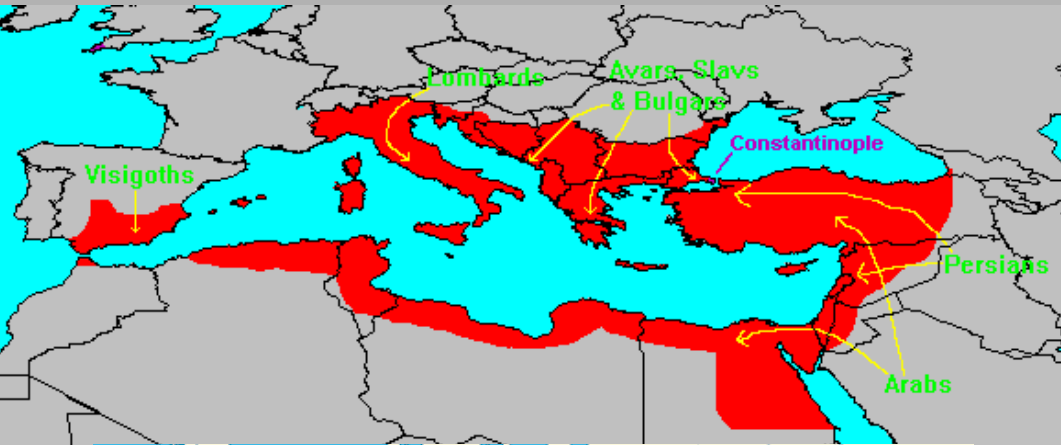 Lombards
Avars, Slavs
& Bulgars
Constantinople
Visigoths
Persians
Arabs